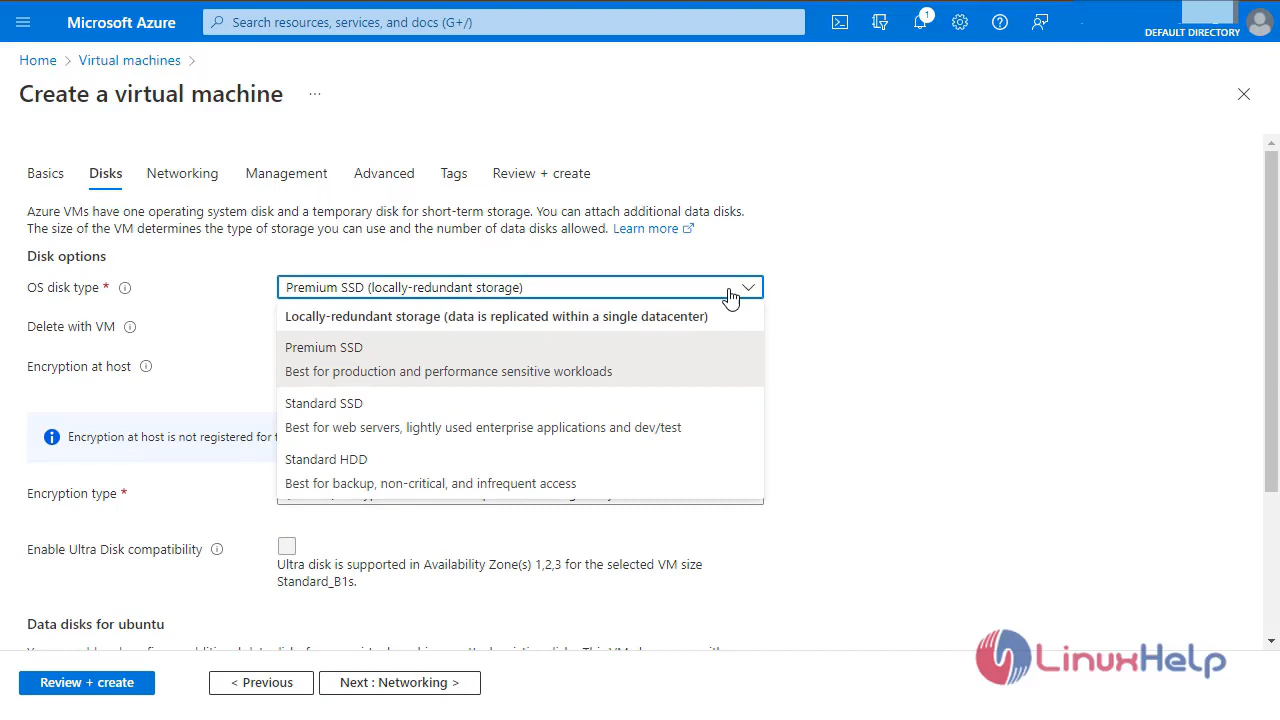 Microsoft Azure
Search resources, services, and docs (G+/)
1
DEFAULT DIRECTORY
Home > Virtual machines >
Create a virtual machine ...
Basics Disks Networking Management Advanced Tags Review + create
Azure VMs have one operating system disk and a temporary disk for short-term storage. You can attach additional data disks.
The size of the VM determines the type of storage you can use and the number of data disks allowed. Learn more
Disk options
OS disk type *
Premium SSD (locally-redundant storage)
Locally-redundant storage (data is replicated within a single datacenter)
Delete with VM
Premium SSD
Encryption at host
Best for production and performance sensitive workloads
Standard SSD
Best for web servers, lightly used enterprise applications and dev/test
Encryption at host is not registered for
Standard HDD
Best for backup, non-critical, and infrequent access
Encryption type *
Enable Ultra Disk compatibility
Ultra disk is supported in Availability Zone(s) 1,2,3 for the selected VM size
Standard_B1s.
Data disks for ubuntu
Review + create
< Previous
Next : Networking >
LinuxHelp